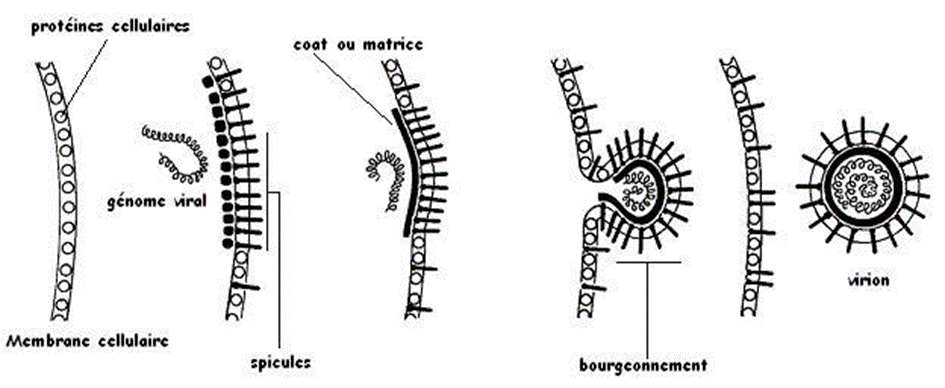 protéines cellulaires
coat ou matrice
génome viral
virion
Membrane cellulaire
spicules
bourgeonnement